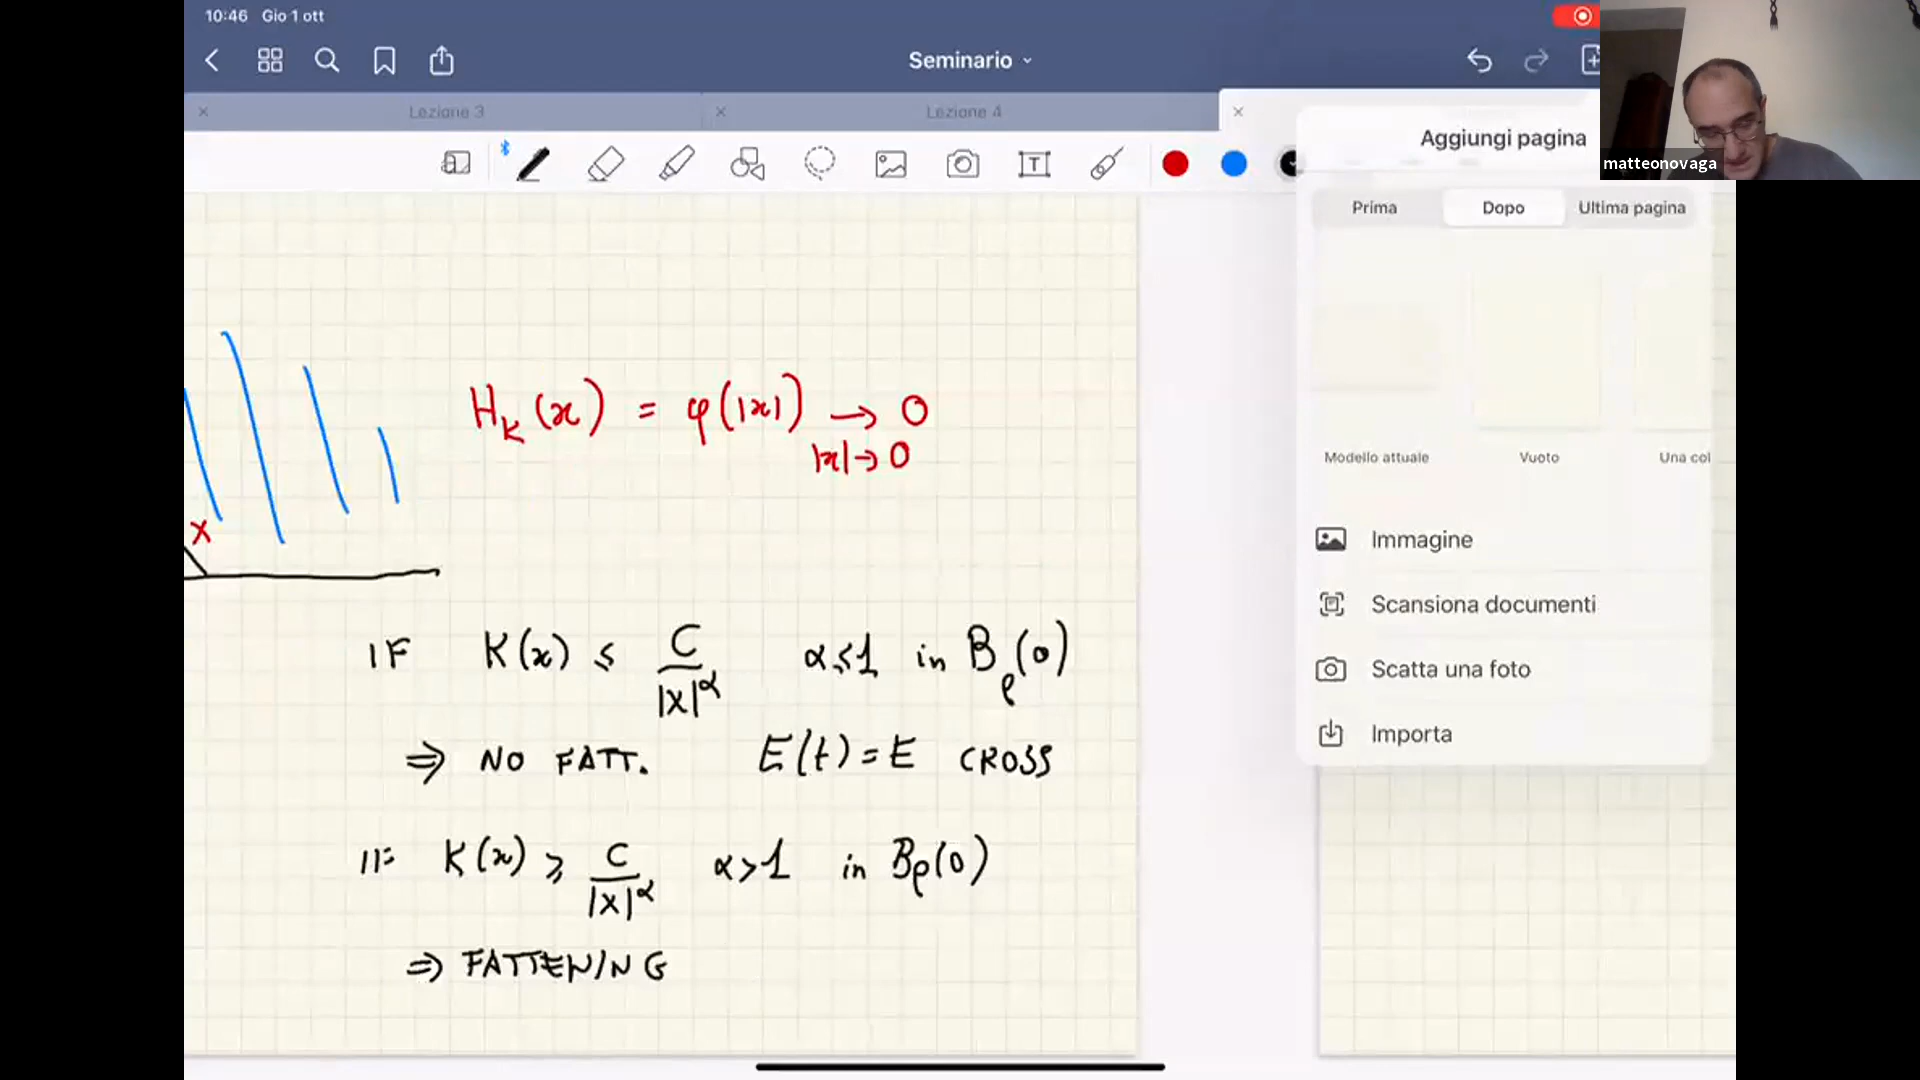 10:46 Gio 1 ott
Seminario
Lezione 3
Lezione 4
Aggiungi pagina
matteonovaga
Prima
Dopo
Ultima pagina
Modello attuale
Vuoto
Una col
Immagine
Scansiona documenti
Scatta una foto
Importa
H_K(x) = φ(|x|) → 0
|x| → 0
x
IF K(x) ≤ C/|x|^α α≤1 in B_ρ(0)
⇒ NO FATT. E(t) = E CROSS
IF K(x) ≥ C/|x|^α α>1 in B_ρ(0)
⇒ FATTENING